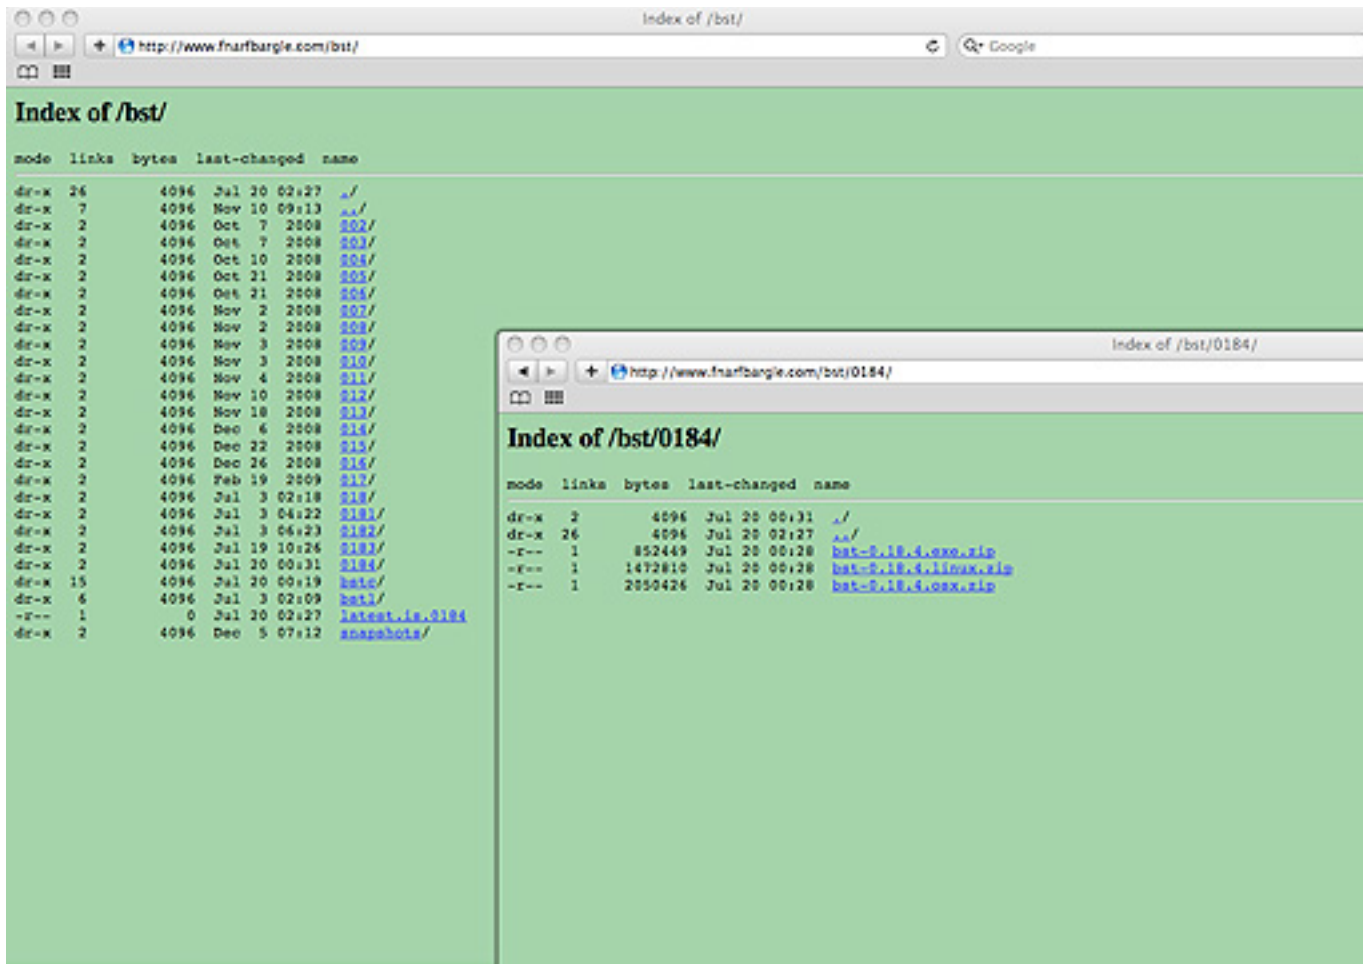 Index of /bst/
http://www.fnarfbargle.com/bst/
Google
Index of /bst/
mode links bytes last-changed name
dr-x 26 4096 Jul 20 02:27 ./
dr-x 7 4096 Nov 10 09:13 ../
dr-x 2 4096 Oct 7 2008 002/
dr-x 2 4096 Oct 7 2008 003/
dr-x 2 4096 Oct 10 2008 004/
dr-x 2 4096 Oct 21 2008 005/
dr-x 2 4096 Oct 21 2008 006/
dr-x 2 4096 Nov 2 2008 007/
dr-x 2 4096 Nov 2 2008 008/
dr-x 2 4096 Nov 3 2008 009/
dr-x 2 4096 Nov 3 2008 010/
dr-x 2 4096 Nov 4 2008 011/
dr-x 2 4096 Nov 10 2008 012/
dr-x 2 4096 Nov 18 2008 013/
dr-x 2 4096 Dec 6 2008 014/
dr-x 2 4096 Dec 22 2008 015/
dr-x 2 4096 Dec 26 2008 016/
dr-x 2 4096 Feb 19 2009 017/
dr-x 2 4096 Jul 3 02:18 018/
dr-x 2 4096 Jul 3 04:22 0181/
dr-x 2 4096 Jul 3 06:23 0182/
dr-x 2 4096 Jul 19 10:26 0183/
dr-x 2 4096 Jul 20 00:31 0184/
dr-x 15 4096 Jul 20 00:19 bstc/
dr-x 6 4096 Jul 3 02:09 bstl/
-r-- 1 0 Jul 20 02:27 latest.is.0184
dr-x 2 4096 Dec 5 07:12 snapshots/
Index of /bst/0184/
http://www.fnarfbargle.com/bst/0184/
Index of /bst/0184/
mode links bytes last-changed name
dr-x 2 4096 Jul 20 00:31 ./
dr-x 26 4096 Jul 20 02:27 ../
-r-- 1 852449 Jul 20 00:28 bst-0.18.4.exe.zip
-r-- 1 1472810 Jul 20 00:28 bst-0.18.4.linux.zip
-r-- 1 2050426 Jul 20 00:28 bst-0.18.4.osx.zip